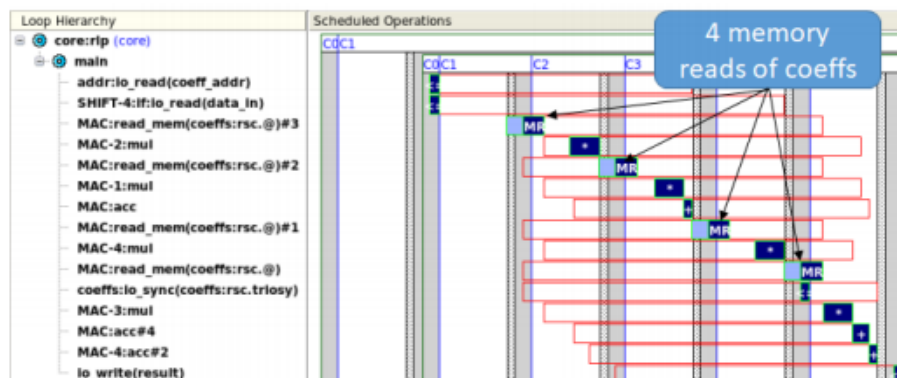 Loop Hierarchy
Scheduled Operations
4 memory
reads of coeffs
core:rlp (core)
C0 C1
main
C0 C1 C2 C3
addr:io_read(coeff_addr)
SHIFT-4:if:io_read(data_in)
MAC:read_mem(coeffs:rsc.@)#3
MR
MAC-2:mul
*
MAC:read_mem(coeffs:rsc.@)#2
MR
MAC-1:mul
*
MAC:acc
+
MAC:read_mem(coeffs:rsc.@)#1
MR
MAC-4:mul
*
MAC:read_mem(coeffs:rsc.@)
MR
coeffs:io_sync(coeffs:rsc.triosy)
MAC-3:mul
*
MAC:acc#4
+
MAC-4:acc#2
+
io_write(result)